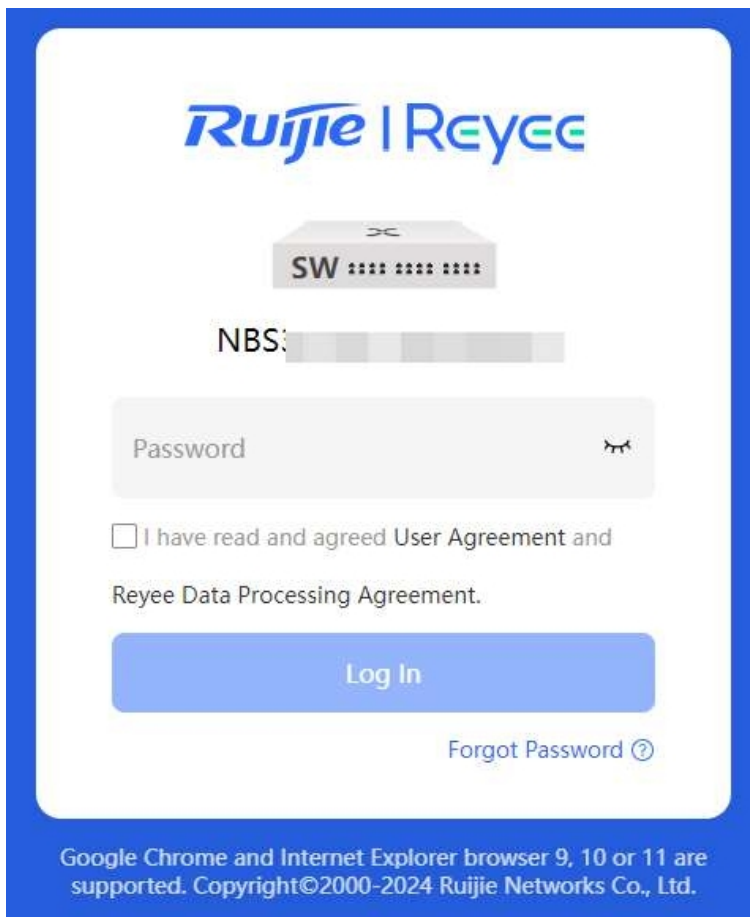 Ruijie | Reyee
SW
NBS3
Password
I have read and agreed User Agreement and
Reyee Data Processing Agreement.
Log In
Forgot Password ?
Google Chrome and Internet Explorer browser 9, 10 or 11 are
supported. Copyright©2000-2024 Ruijie Networks Co., Ltd.